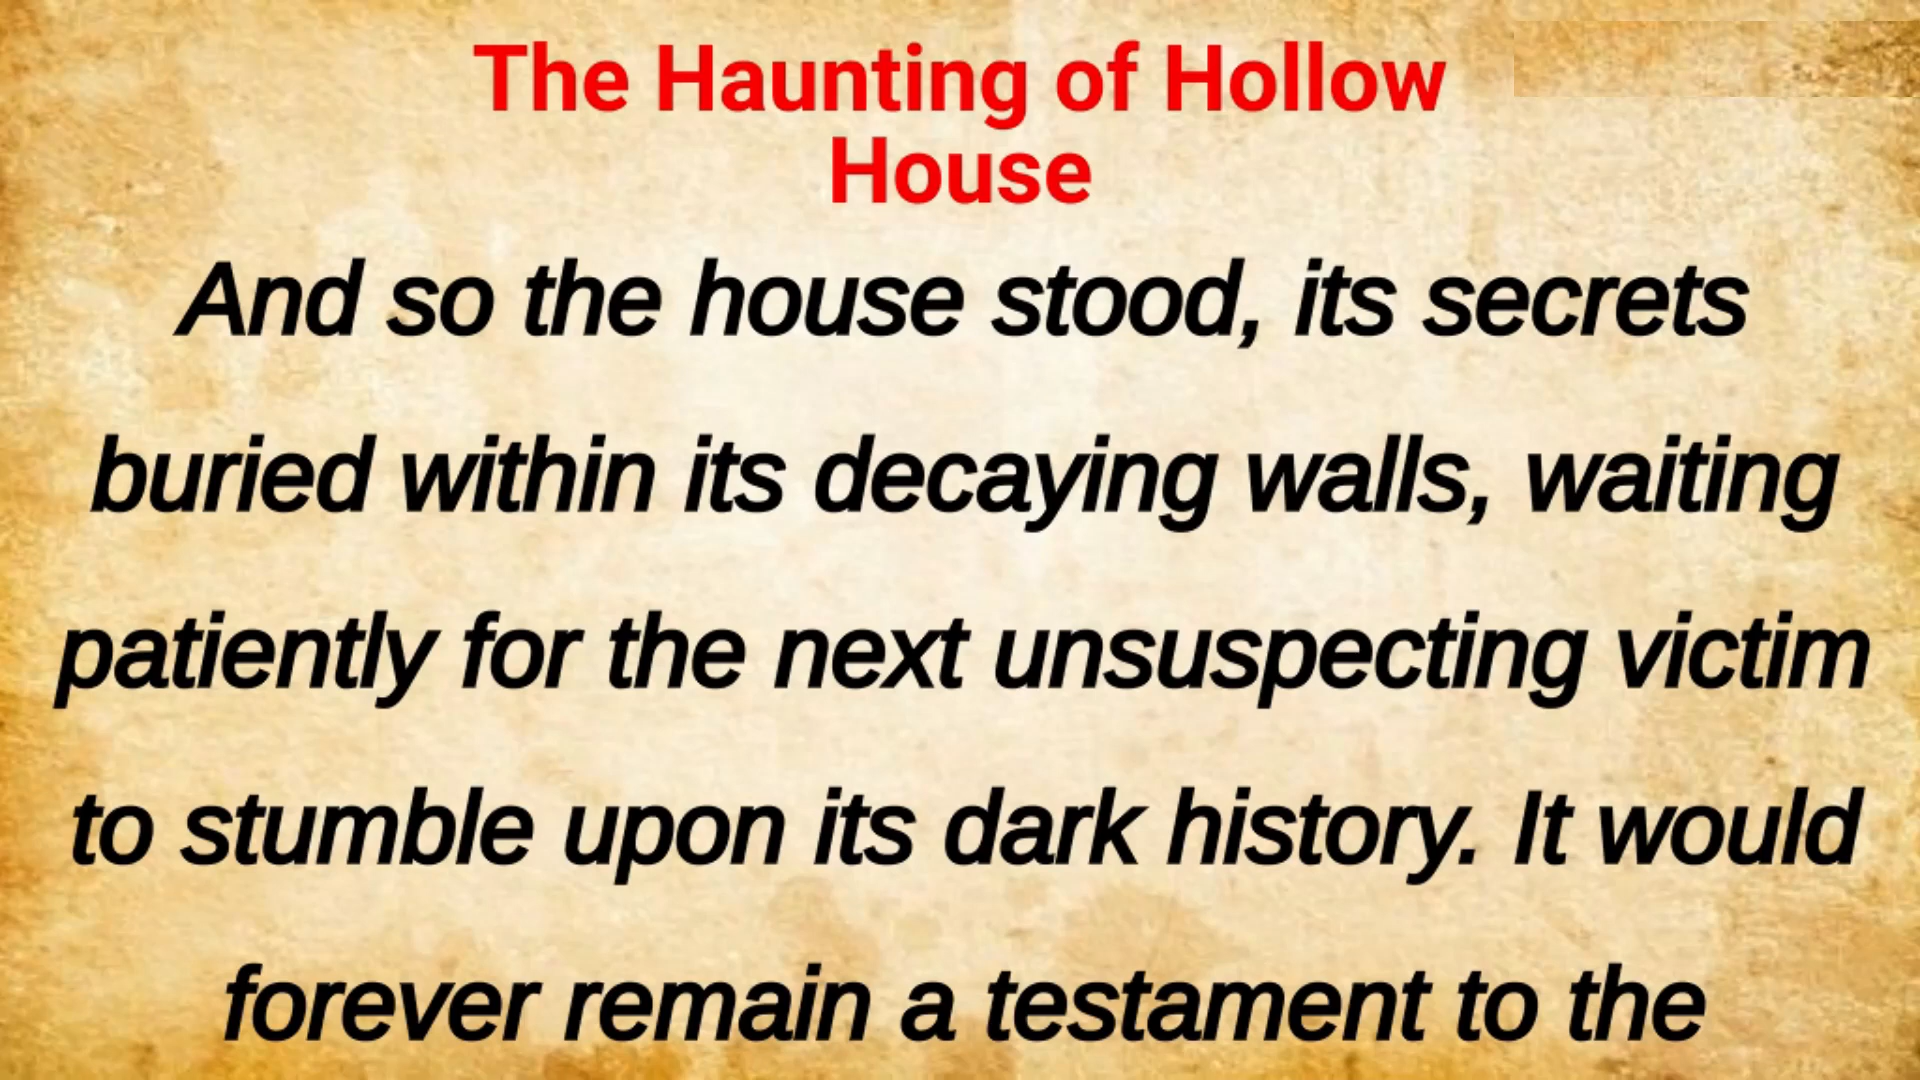 The Haunting of Hollow
House
And so the house stood, its secrets
buried within its decaying walls, waiting
patiently for the next unsuspecting victim
to stumble upon its dark history. It would
forever remain a testament to the